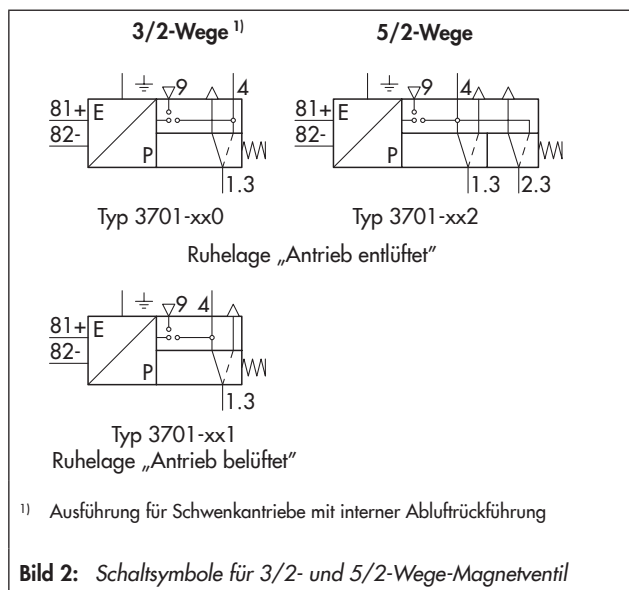 3/2-Wege 1) 5/2-Wege
9 4 9 4
81+ E 81+ E
82- P 82- P
1.3 1.3 2.3
Typ 3701-xx0 Typ 3701-xx2
Ruhelage „Antrieb entlüftet”
9 4
81+ E
82- P
1.3
Typ 3701-xx1
Ruhelage „Antrieb belüftet”
1) Ausführung für Schwenkantriebe mit interner Abluftrückführung
Bild 2: Schaltsymbole für 3/2- und 5/2-Wege-Magnetventil